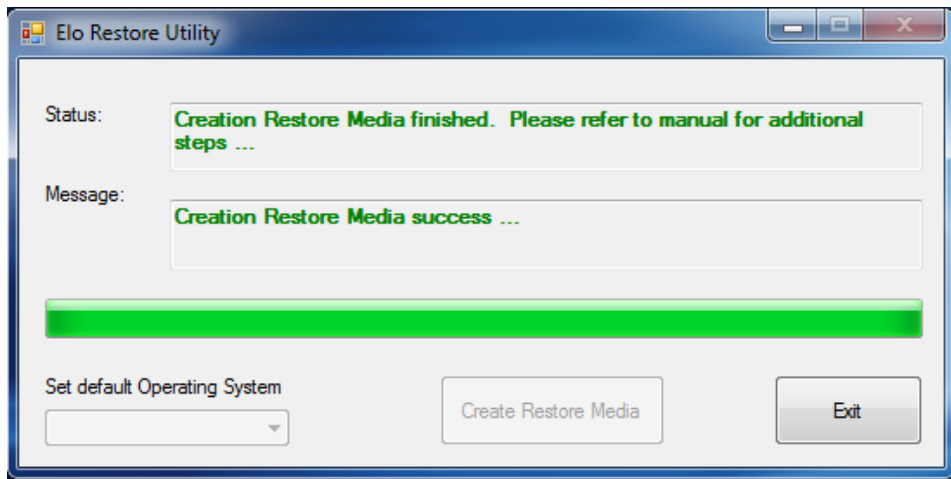 Elo Restore Utility
Status:
Creation Restore Media finished. Please refer to manual for additional
steps ...
Message:
Creation Restore Media success ...
Set default Operating System
Create Restore Media
Exit